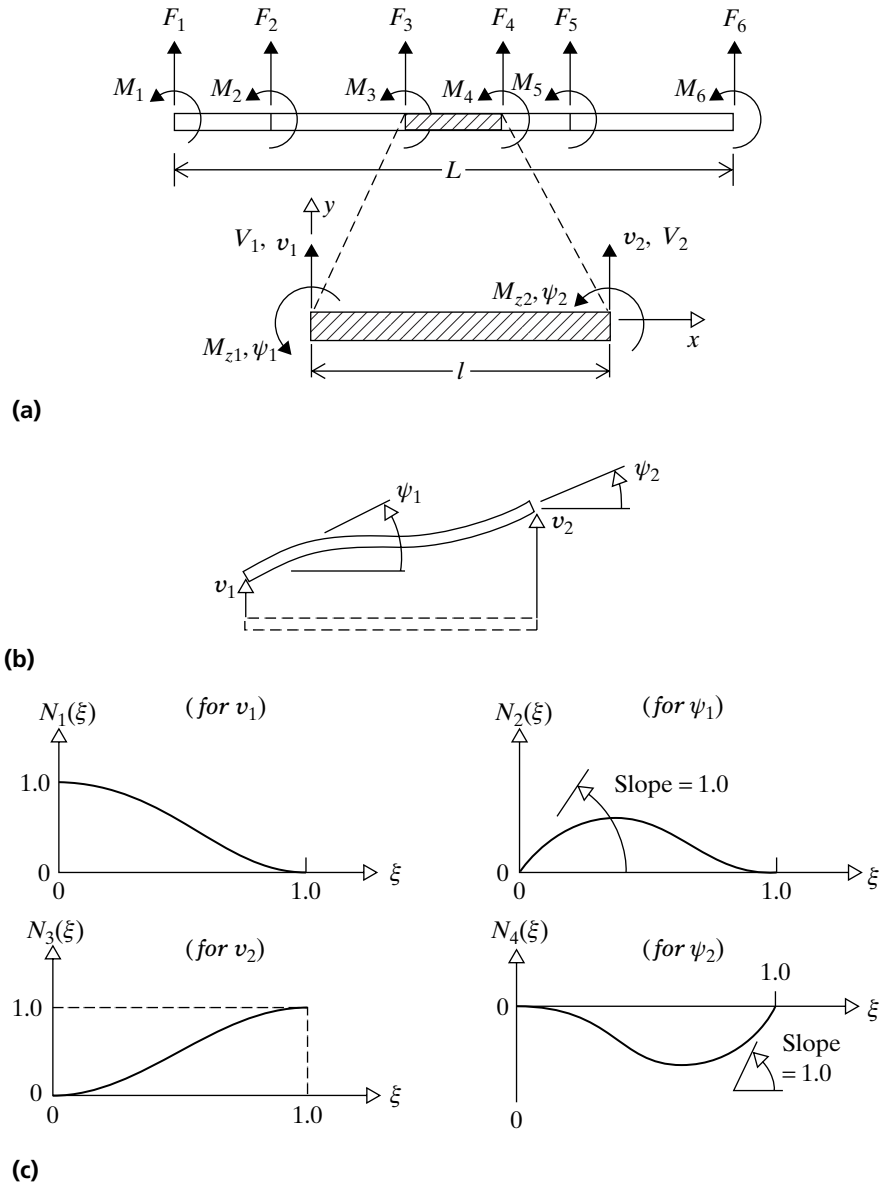 F₁ F₂ F₃ F₄ F₅ F₆
M₁ M₂ M₃ M₄ M₅ M₆
L
y
V₁, v₁ v₂, V₂
M_z2, ψ₂
M_z1, ψ₁ x
l
(a)
ψ₁ ψ₂
v₂
v₁
(b)
N₁(ξ) (for v₁)
1.0
0 ξ
0 1.0
N₂(ξ) (for ψ₁)
Slope = 1.0
0 ξ
0 1.0
N₃(ξ) (for v₂)
1.0
0 ξ
0 1.0
N₄(ξ) (for ψ₂)
1.0
0 ξ
Slope
= 1.0
0
(c)